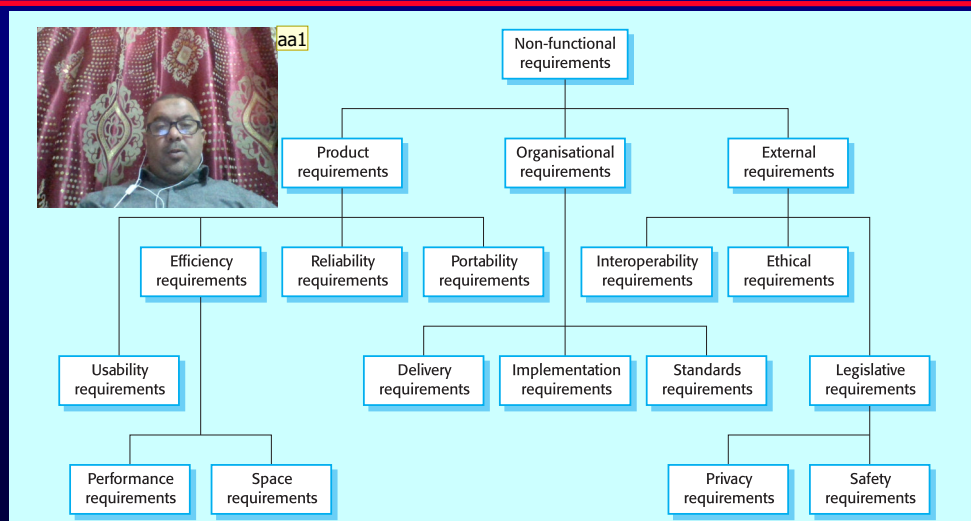 aa1
Non-functional
requirements
Product
requirements
Organisational
requirements
External
requirements
Efficiency
requirements
Reliability
requirements
Portability
requirements
Interoperability
requirements
Ethical
requirements
Usability
requirements
Delivery
requirements
Implementation
requirements
Standards
requirements
Legislative
requirements
Performance
requirements
Space
requirements
Privacy
requirements
Safety
requirements